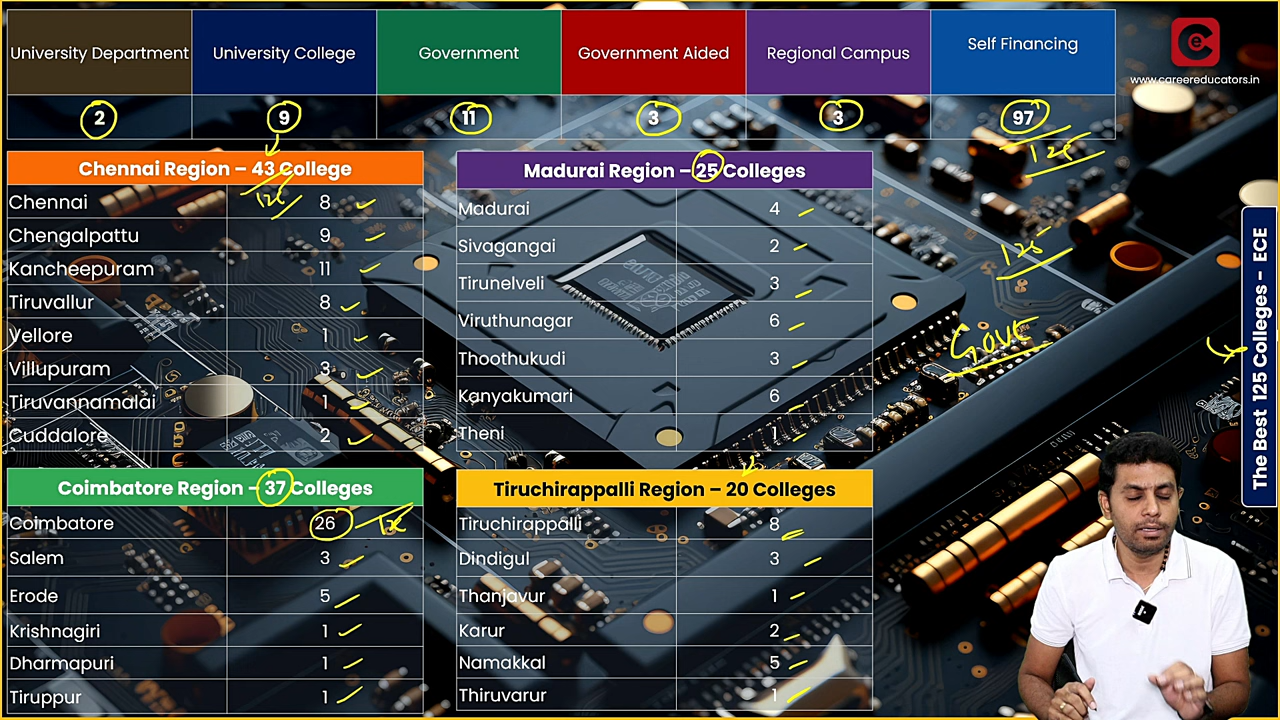 University Department University College Government Government Aided Regional Campus Self Financing
2 9 11 3 3 97
www.careereducators.in
Chennai Region – 43 College
Chennai 8
Chengalpattu 9
Kancheepuram 11
Tiruvallur 8
Vellore 1
Villupuram 3
Tiruvannamalai 1
Cuddalore 2
Madurai Region – 25 Colleges
Madurai 4
Sivagangai 2
Tirunelveli 3
Viruthunagar 6
Thoothukudi 3
Kanyakumari 6
Theni 1
Coimbatore Region – 37 Colleges
Coimbatore 26
Salem 3
Erode 5
Krishnagiri 1
Dharmapuri 1
Tiruppur 1
Tiruchirappalli Region – 20 Colleges
Tiruchirappalli 8
Dindigul 3
Thanjavur 1
Karur 2
Namakkal 5
Thiruvarur 1
125
Govt
The Best 125 Colleges – ECE